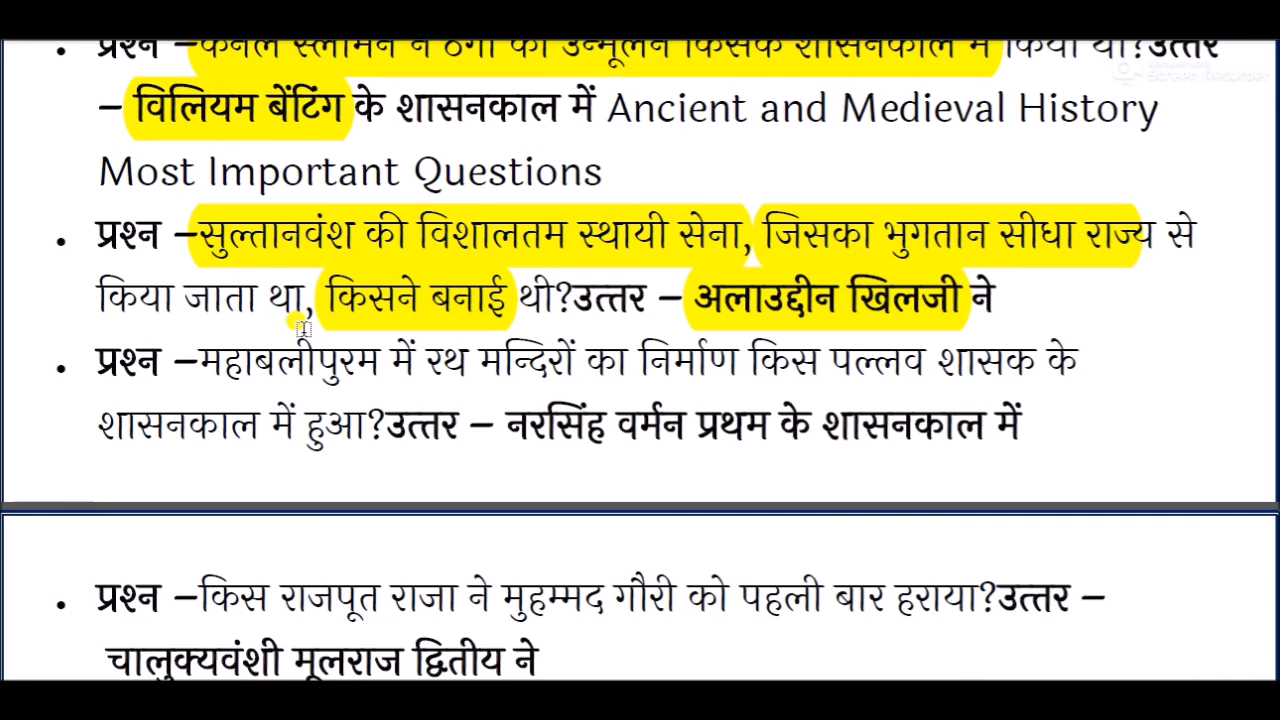 • प्रश्न –कर्नल स्लीमन ने ठगी का उन्मूलन किसके शासनकाल में किया था?उत्तर
– विलियम बेंटिंग के शासनकाल में Ancient and Medieval History
Most Important Questions
• प्रश्न –सुल्तानवंश की विशालतम स्थायी सेना, जिसका भुगतान सीधा राज्य से
किया जाता था, किसने बनाई थी?उत्तर – अलाउद्दीन खिलजी ने
• प्रश्न –महाबलीपुरम में रथ मन्दिरों का निर्माण किस पल्लव शासक के
शासनकाल में हुआ?उत्तर – नरसिंह वर्मन प्रथम के शासनकाल में
• प्रश्न –किस राजपूत राजा ने मुहम्मद गौरी को पहली बार हराया?उत्तर –
चालुक्यवंशी मूलराज द्वितीय ने
Screen Recorder